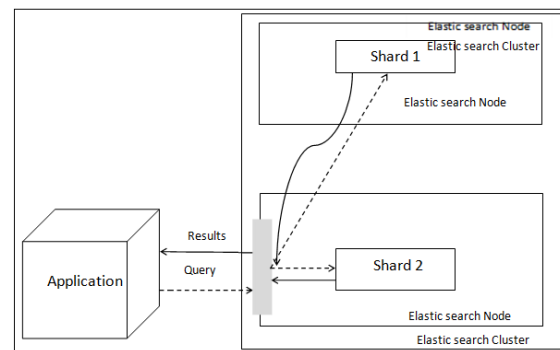 Elastic search Node
Shard 1
Elastic search Cluster
Elastic search Node
Results
Query
Application
Shard 2
Elastic search Node
Elastic search Cluster